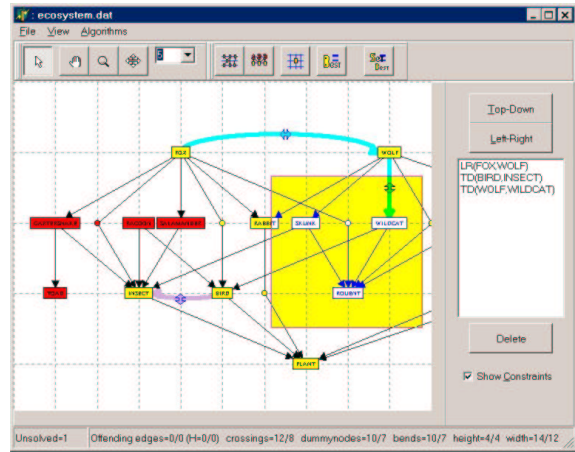 : ecosystem.dat
File View Algorithms
Top-Down
Left-Right
LR(FOX,WOLF)
TD(BIRD,INSECT)
TD(WOLF,WILDCAT)
Delete
Show Constraints
FOX WOLF
RABBIT SKUNK WILDCAT
INSECT BIRD RODENT
PLANT
Unsolved=1 Offending edges=0/0 (H=0/0) crossings=12/8 dummynodes=10/7 bends=10/7 height=4/4 width=14/12